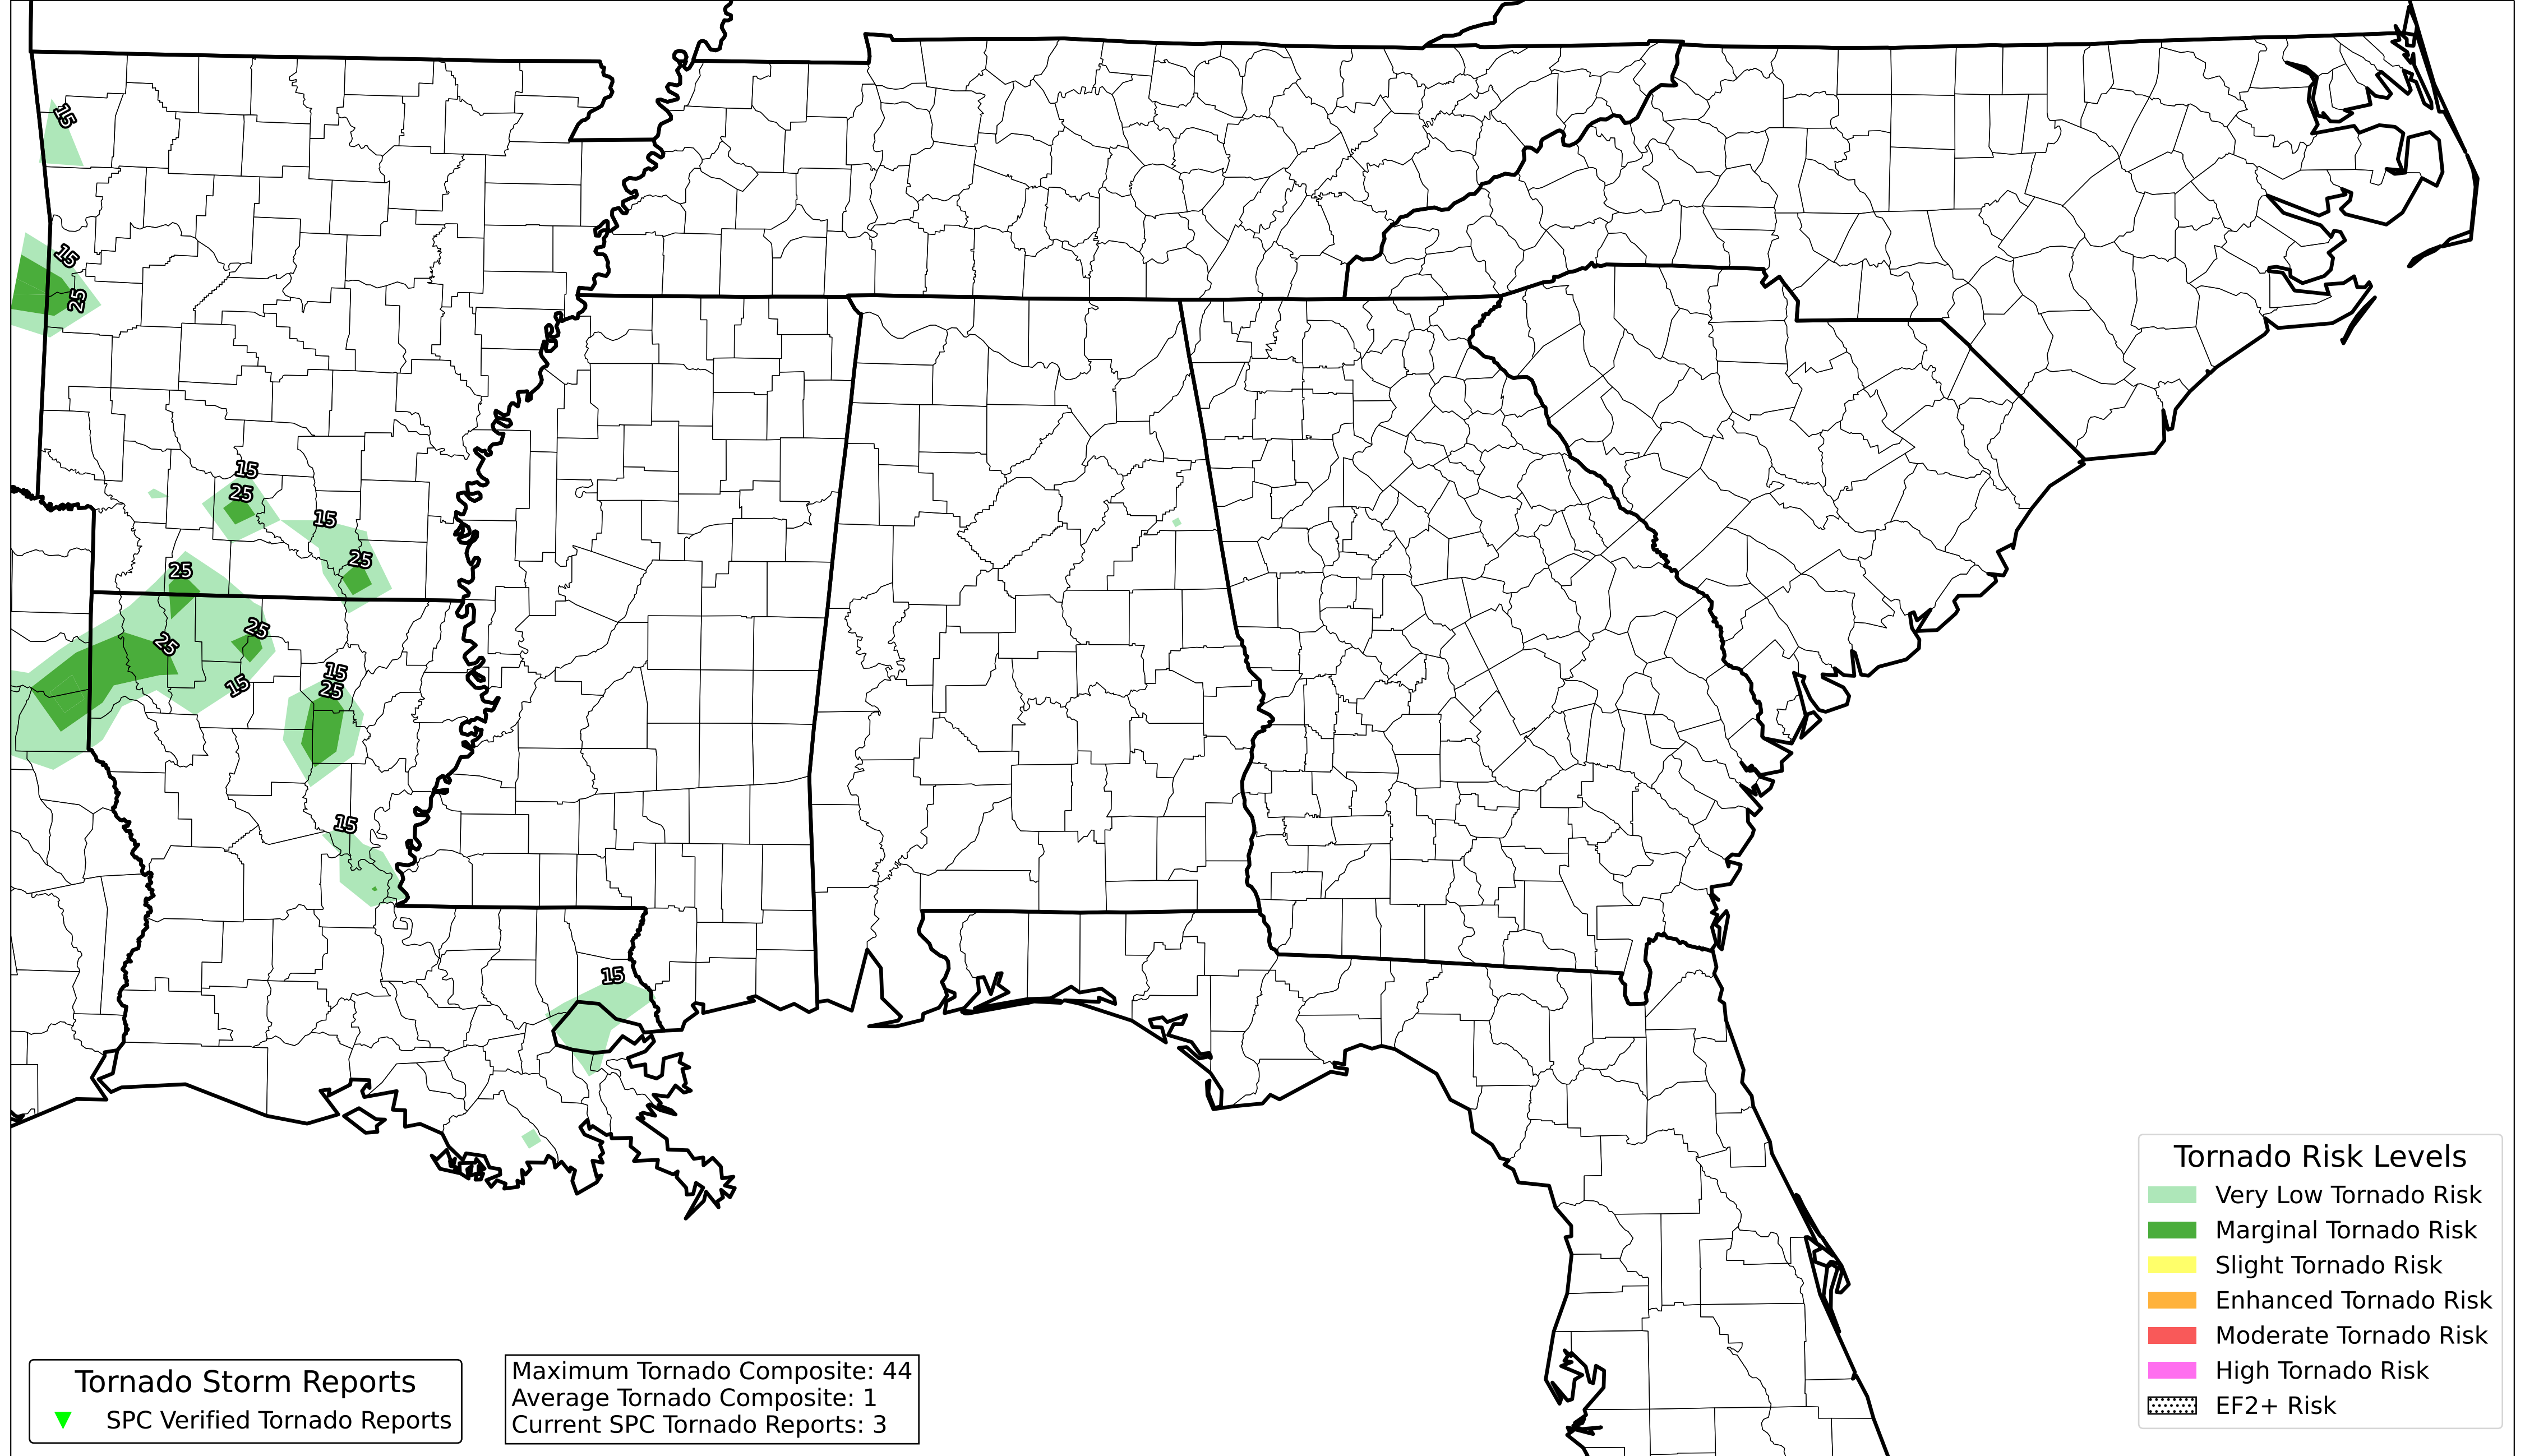 15
15
25
15
25
15
25
25
25
25
15
15
25
15
15
Tornado Risk Levels
Very Low Tornado Risk
Marginal Tornado Risk
Slight Tornado Risk
Enhanced Tornado Risk
Moderate Tornado Risk
High Tornado Risk
EF2+ Risk
Tornado Storm Reports
SPC Verified Tornado Reports
Maximum Tornado Composite: 44
Average Tornado Composite: 1
Current SPC Tornado Reports: 3